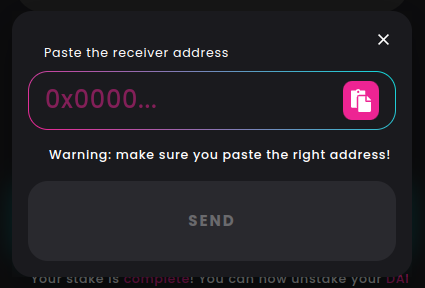 Paste the receiver address
0x0000...
Warning: make sure you paste the right address!
SEND
Your stake is complete! You can now unstake your DA!